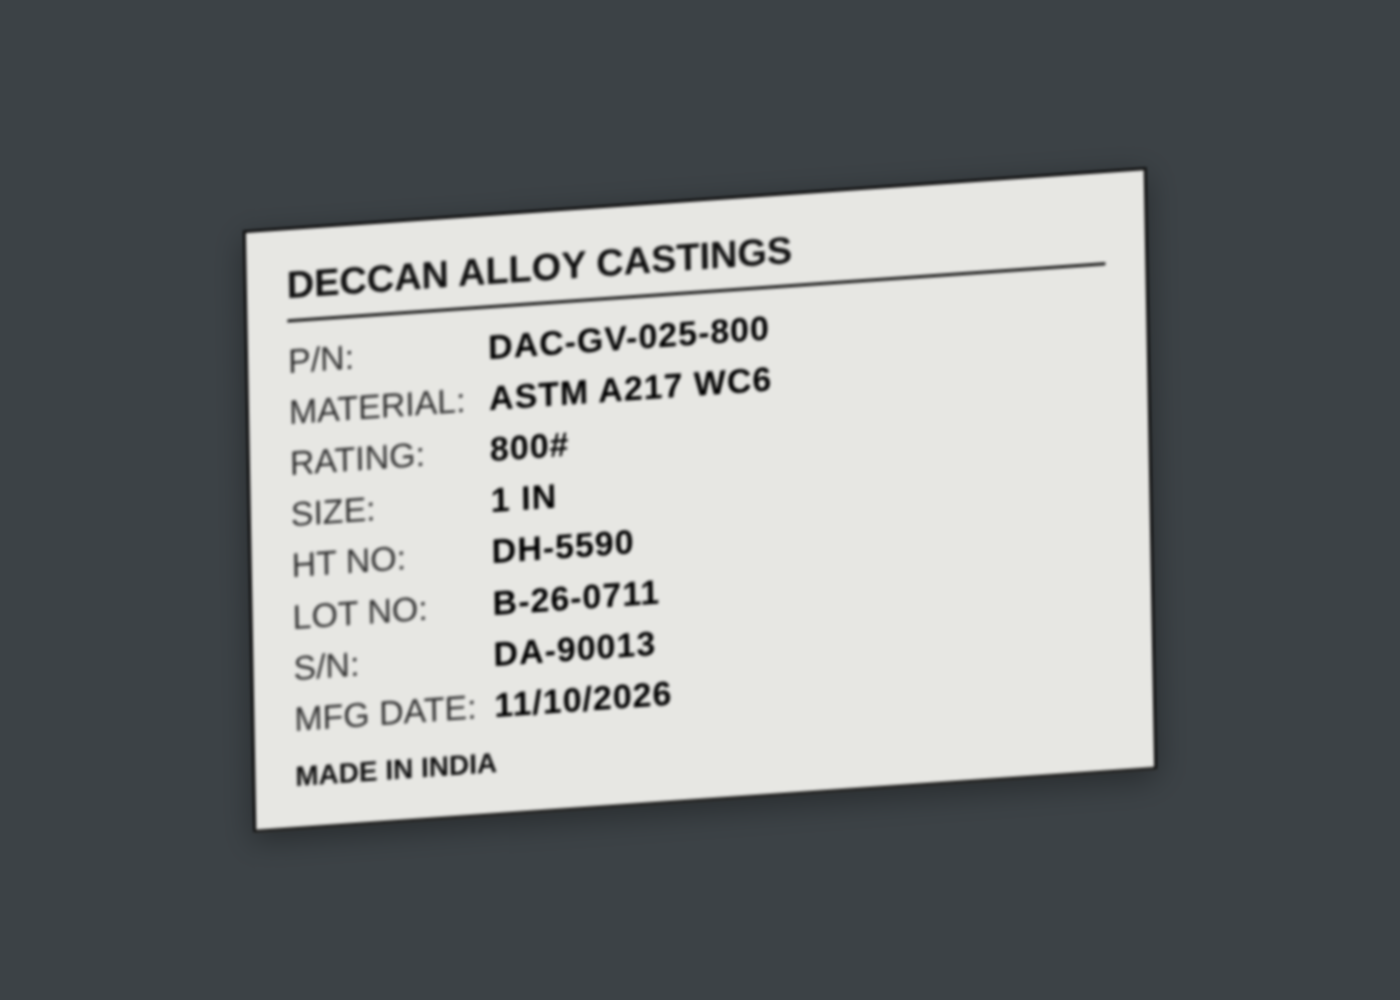 DECCAN ALLOY CASTINGS
P/N: DAC-GV-025-800
MATERIAL: ASTM A217 WC6
RATING: 800#
SIZE: 1 IN
HT NO: DH-5590
LOT NO: B-26-0711
S/N: DA-90013
MFG DATE: 11/10/2026
MADE IN INDIA